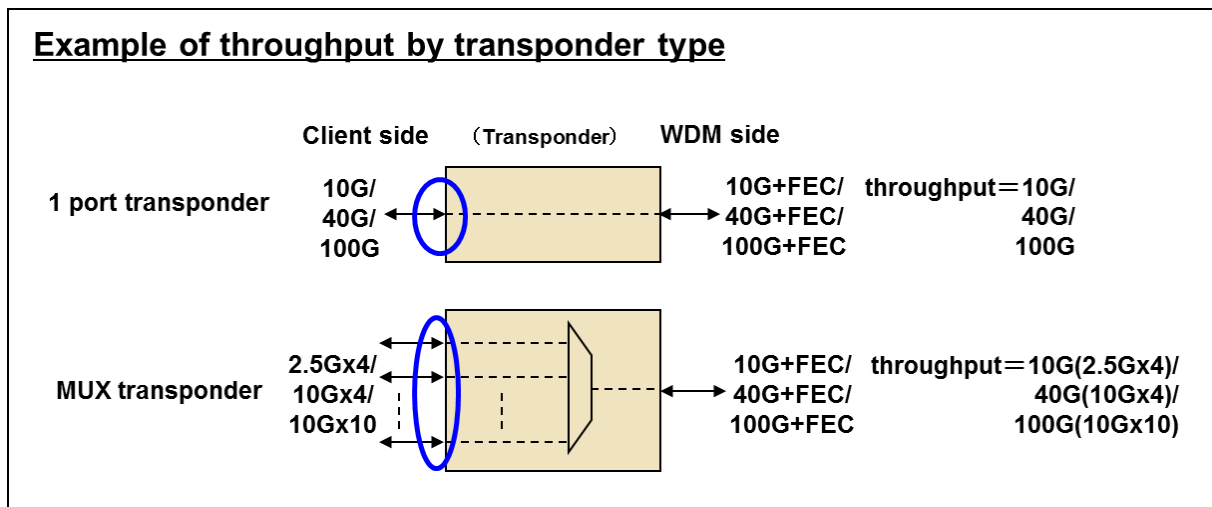 Example of throughput by transponder type
Client side （Transponder） WDM side
1 port transponder
10G/
40G/
100G
10G+FEC/
40G+FEC/
100G+FEC
throughput＝10G/
40G/
100G
MUX transponder
2.5Gx4/
10Gx4/
10Gx10
10G+FEC/
40G+FEC/
100G+FEC
throughput＝10G(2.5Gx4)/
40G(10Gx4)/
100G(10Gx10)